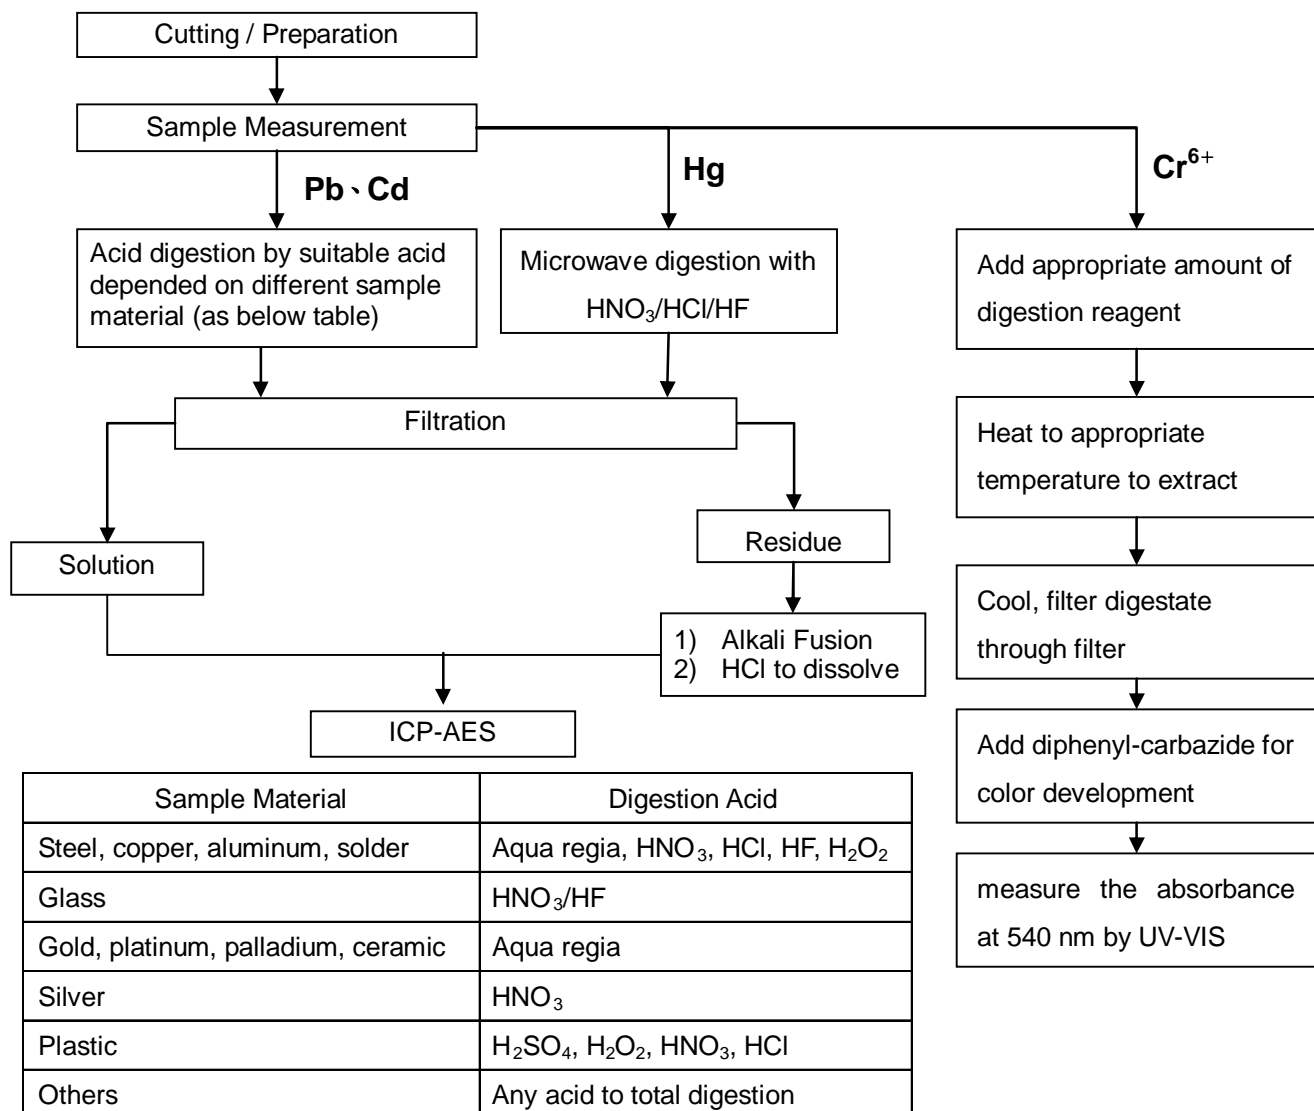 Cutting / Preparation
Sample Measurement
Pb、Cd
Hg
Cr⁶⁺
Acid digestion by suitable acid
depended on different sample
material (as below table)
Microwave digestion with
HNO₃/HCl/HF
Add appropriate amount of
digestion reagent
Filtration
Heat to appropriate
temperature to extract
Solution
Residue
1) Alkali Fusion
2) HCl to dissolve
Cool, filter digestate
through filter
ICP-AES
Add diphenyl-carbazide for
color development
measure the absorbance
at 540 nm by UV-VIS
Sample Material Digestion Acid
Steel, copper, aluminum, solder Aqua regia, HNO₃, HCl, HF, H₂O₂
Glass HNO₃/HF
Gold, platinum, palladium, ceramic Aqua regia
Silver HNO₃
Plastic H₂SO₄, H₂O₂, HNO₃, HCl
Others Any acid to total digestion